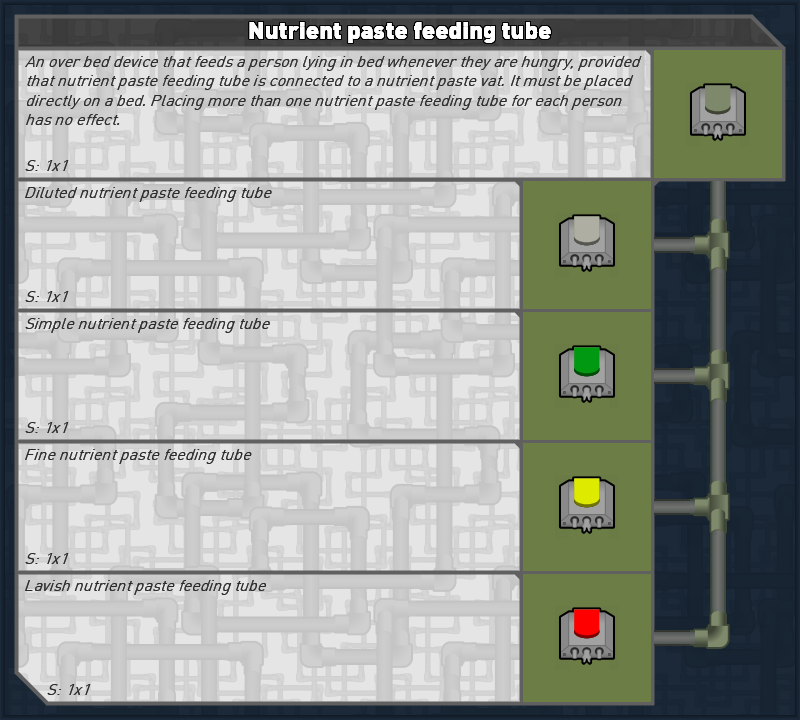 Nutrient paste feeding tube
An over bed device that feeds a person lying in bed whenever they are hungry, provided
that nutrient paste feeding tube is connected to a nutrient paste vat. It must be placed
directly on a bed. Placing more than one nutrient paste feeding tube for each person
has no effect.
S: 1x1
Diluted nutrient paste feeding tube
S: 1x1
Simple nutrient paste feeding tube
S: 1x1
Fine nutrient paste feeding tube
S: 1x1
Lavish nutrient paste feeding tube
S: 1x1